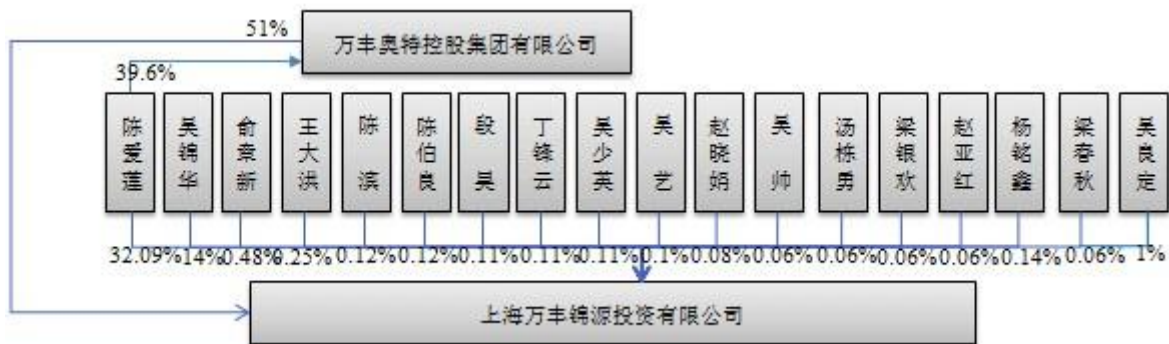 51%
万丰奥特控股集团有限公司
39.6%
陈爱莲
吴锦华
俞章新
王大洪
陈滨
陈伯良
段昊
丁锋云
吴少英
吴艺
赵晓娟
吴帅
汤栋勇
梁银欢
赵亚红
杨铭鑫
梁春秋
吴良定
32.09% 14% 0.48% 0.25% 0.12% 0.12% 0.11% 0.11% 0.11% 0.1% 0.08% 0.06% 0.06% 0.06% 0.06% 0.14% 0.06% 1%
上海万丰锦源投资有限公司